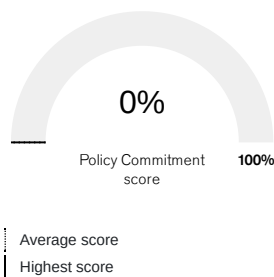 0%
Policy Commitment 100%
score
Average score
Highest score